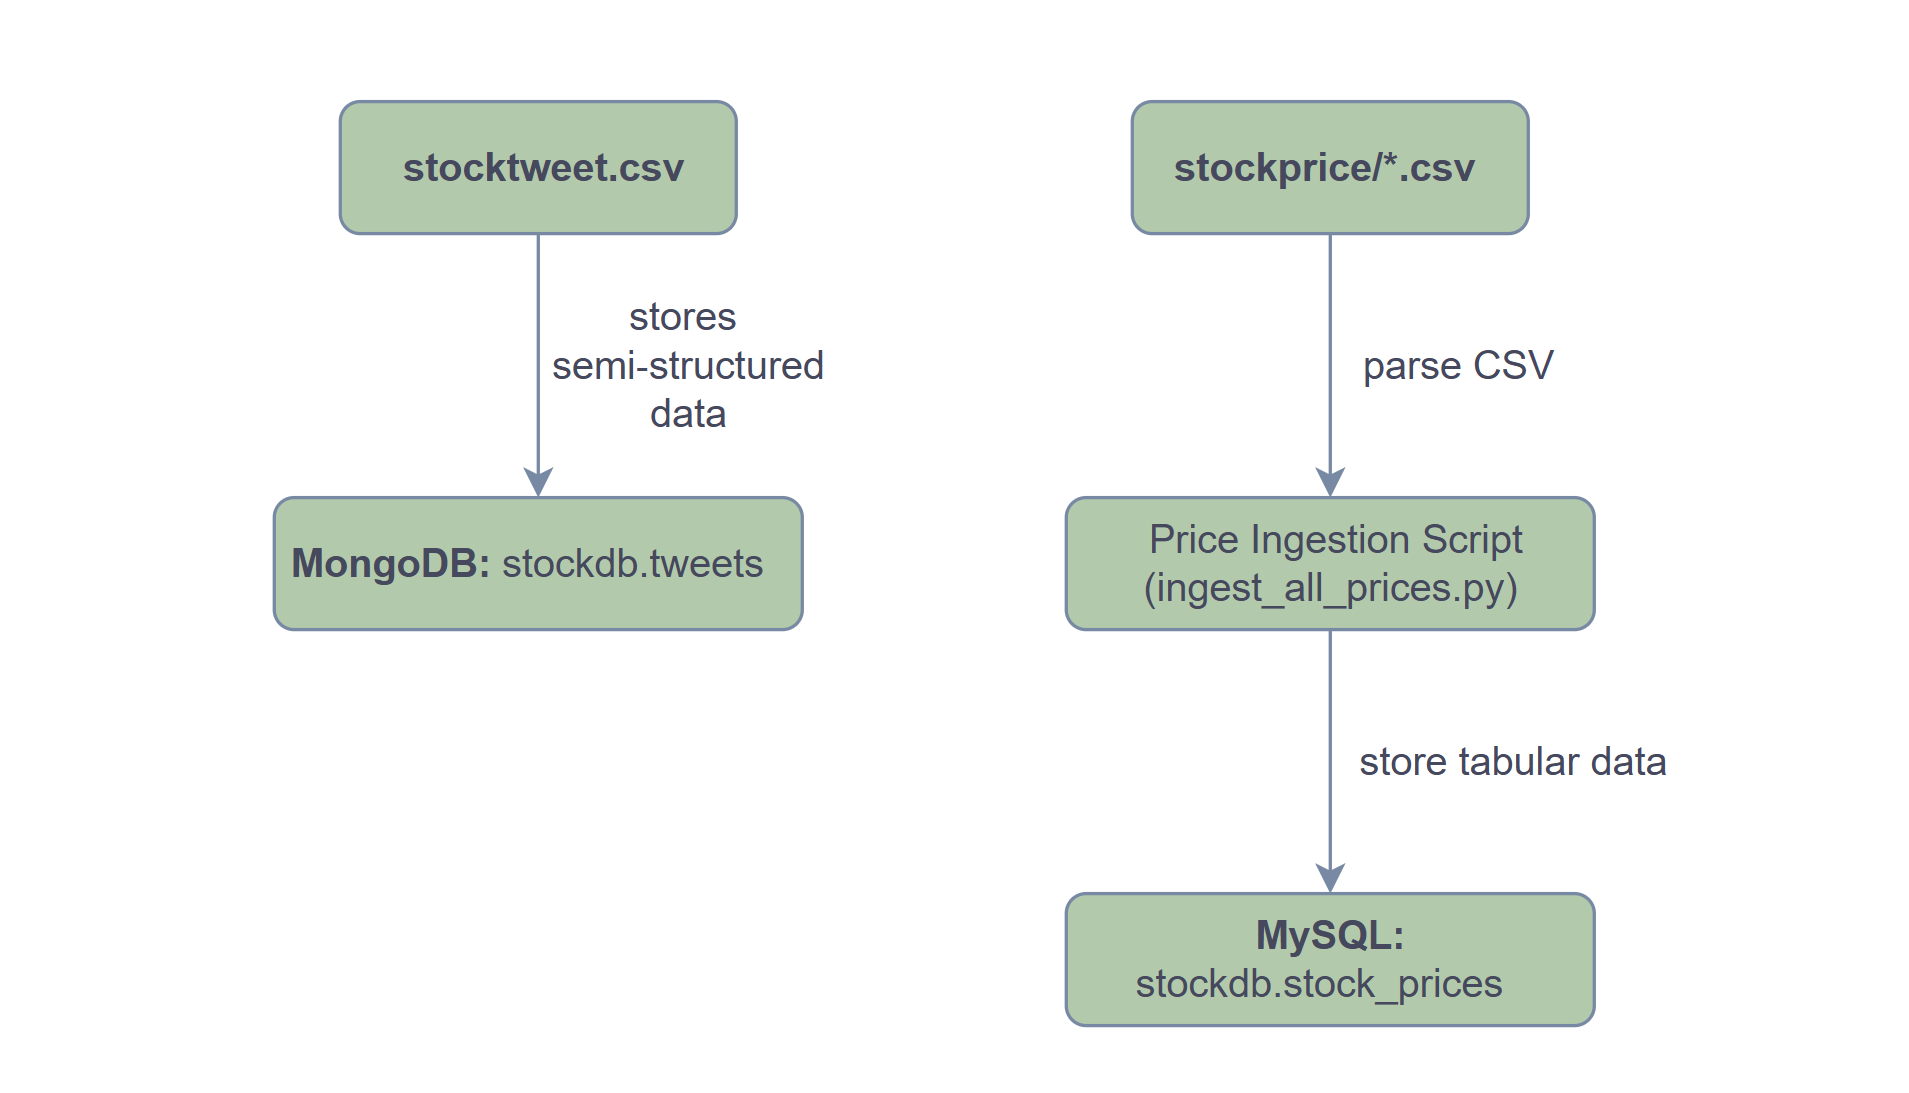 stocktweet.csv
stores
semi-structured
data
MongoDB: stockdb.tweets
stockprice/*.csv
parse CSV
Price Ingestion Script
(ingest_all_prices.py)
store tabular data
MySQL:
stockdb.stock_prices